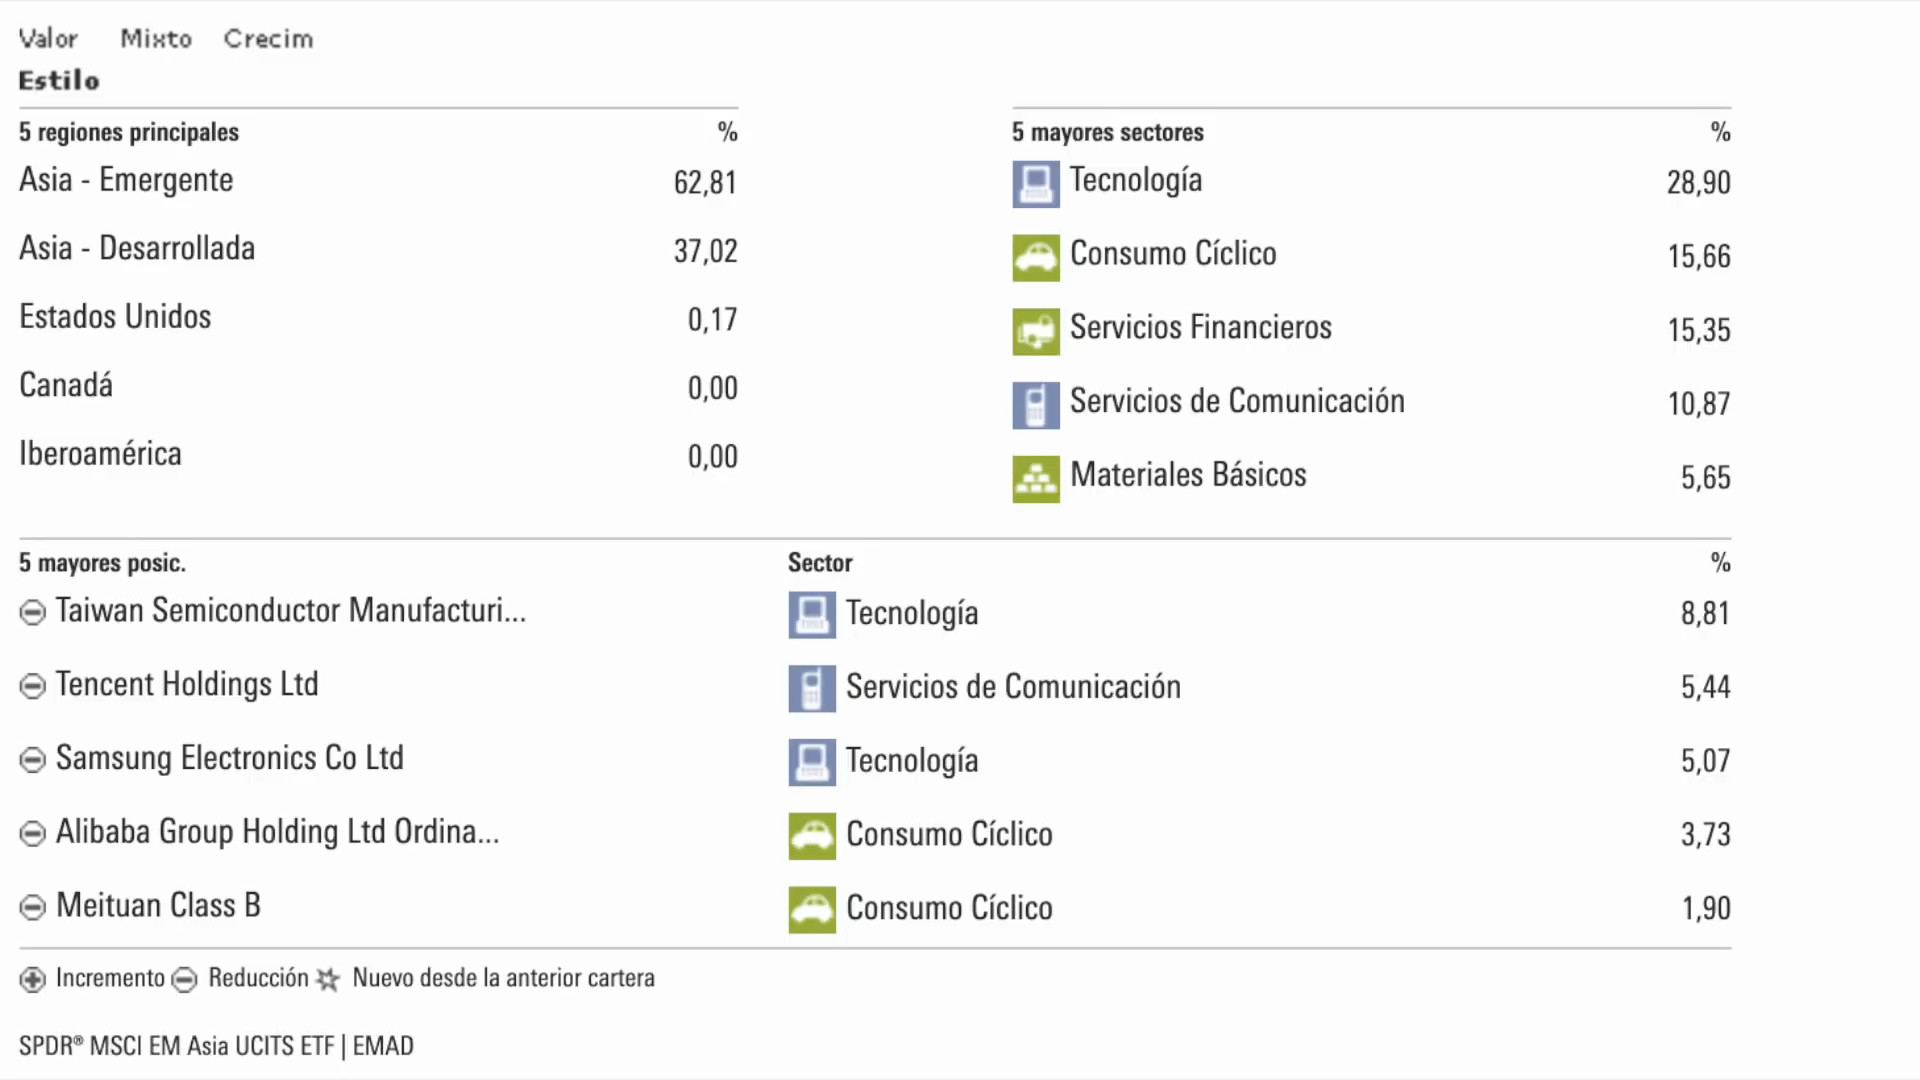 Valor Mixto Crecim
Estilo
5 regiones principales %
Asia - Emergente 62,81
Asia - Desarrollada 37,02
Estados Unidos 0,17
Canadá 0,00
Iberoamérica 0,00
5 mayores sectores %
Tecnología 28,90
Consumo Cíclico 15,66
Servicios Financieros 15,35
Servicios de Comunicación 10,87
Materiales Básicos 5,65
5 mayores posic. Sector %
Taiwan Semiconductor Manufacturi... Tecnología 8,81
Tencent Holdings Ltd Servicios de Comunicación 5,44
Samsung Electronics Co Ltd Tecnología 5,07
Alibaba Group Holding Ltd Ordina... Consumo Cíclico 3,73
Meituan Class B Consumo Cíclico 1,90
Incremento Reducción Nuevo desde la anterior cartera
SPDR® MSCI EM Asia UCITS ETF | EMAD